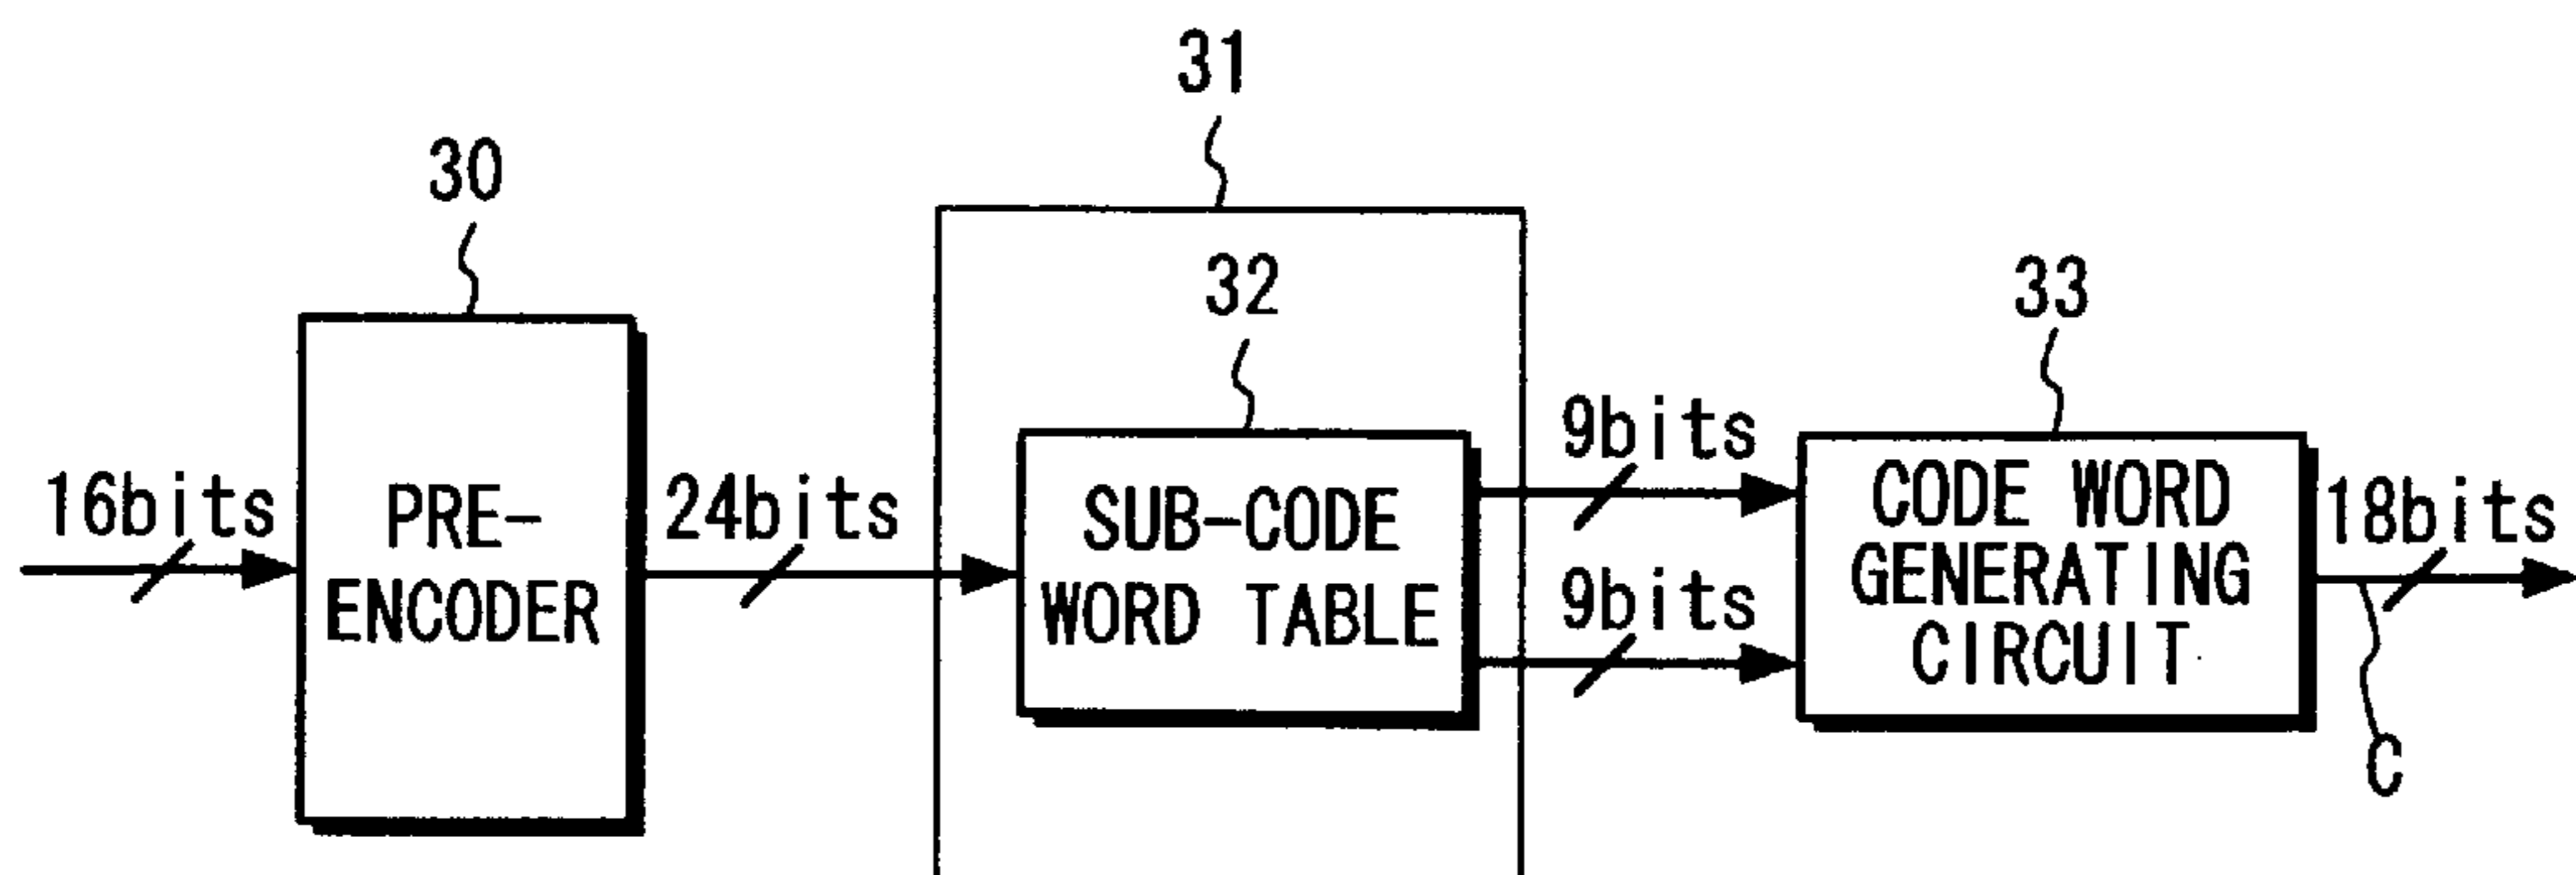 31
30
32
33
16bits
PRE-
ENCODER
24bits
SUB-CODE
WORD TABLE
9bits
9bits
CODE WORD
GENERATING
CIRCUIT
18bits
C